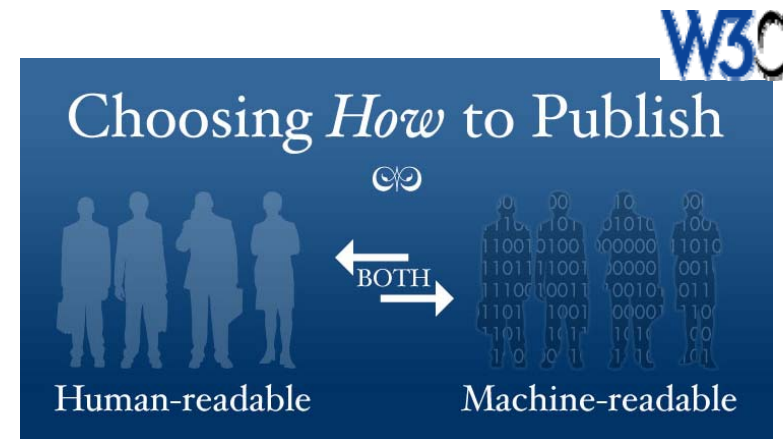 W3C
Choosing How to Publish
BOTH
Human-readable
Machine-readable